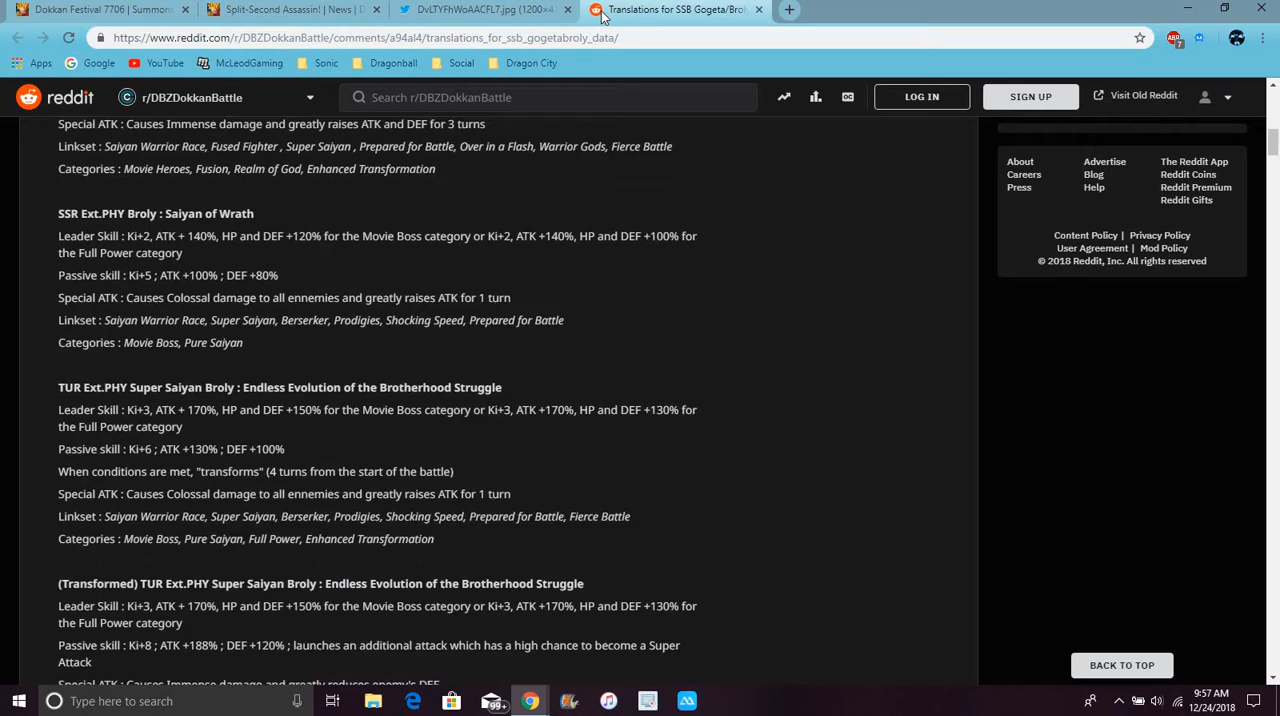 Dokkan Festival 7706 | Summons
Split-Second Assassin! | News | D
DvLTYFhWoAACFL7.jpg (1200×4
Translations for SSB Gogeta/Broly
https://www.reddit.com/r/DBZDokkanBattle/comments/a94al4/translations_for_ssb_gogetabroly_data/
Apps Google YouTube McLeodGaming Sonic Dragonball Social Dragon City
reddit r/DBZDokkanBattle Search r/DBZDokkanBattle LOG IN SIGN UP Visit Old Reddit
Special ATK : Causes Immense damage and greatly raises ATK and DEF for 3 turns
Linkset : Saiyan Warrior Race, Fused Fighter , Super Saiyan , Prepared for Battle, Over in a Flash, Warrior Gods, Fierce Battle
Categories : Movie Heroes, Fusion, Realm of God, Enhanced Transformation
SSR Ext.PHY Broly : Saiyan of Wrath
Leader Skill : Ki+2, ATK + 140%, HP and DEF +120% for the Movie Boss category or Ki+2, ATK +140%, HP and DEF +100% for
the Full Power category
Passive skill : Ki+5 ; ATK +100% ; DEF +80%
Special ATK : Causes Colossal damage to all ennemies and greatly raises ATK for 1 turn
Linkset : Saiyan Warrior Race, Super Saiyan, Berserker, Prodigies, Shocking Speed, Prepared for Battle
Categories : Movie Boss, Pure Saiyan
TUR Ext.PHY Super Saiyan Broly : Endless Evolution of the Brotherhood Struggle
Leader Skill : Ki+3, ATK + 170%, HP and DEF +150% for the Movie Boss category or Ki+3, ATK +170%, HP and DEF +130% for
the Full Power category
Passive skill : Ki+6 ; ATK +130% ; DEF +100%
When conditions are met, "transforms" (4 turns from the start of the battle)
Special ATK : Causes Colossal damage to all ennemies and greatly raises ATK for 1 turn
Linkset : Saiyan Warrior Race, Super Saiyan, Berserker, Prodigies, Shocking Speed, Prepared for Battle, Fierce Battle
Categories : Movie Boss, Pure Saiyan, Full Power, Enhanced Transformation
(Transformed) TUR Ext.PHY Super Saiyan Broly : Endless Evolution of the Brotherhood Struggle
Leader Skill : Ki+3, ATK + 170%, HP and DEF +150% for the Movie Boss category or Ki+3, ATK +170%, HP and DEF +130% for
the Full Power category
Passive skill : Ki+8 ; ATK +188% ; DEF +120% ; launches an additional attack which has a high chance to become a Super
Attack
Special ATK : Causes Immense damage and greatly reduces enemy's DEF
About Advertise The Reddit App
Careers Blog Reddit Coins
Press Help Reddit Premium
Reddit Gifts
Content Policy | Privacy Policy
User Agreement | Mod Policy
© 2018 Reddit, Inc. All rights reserved
BACK TO TOP
Type here to search
99+
9:57 AM
12/24/2018
ABP
7